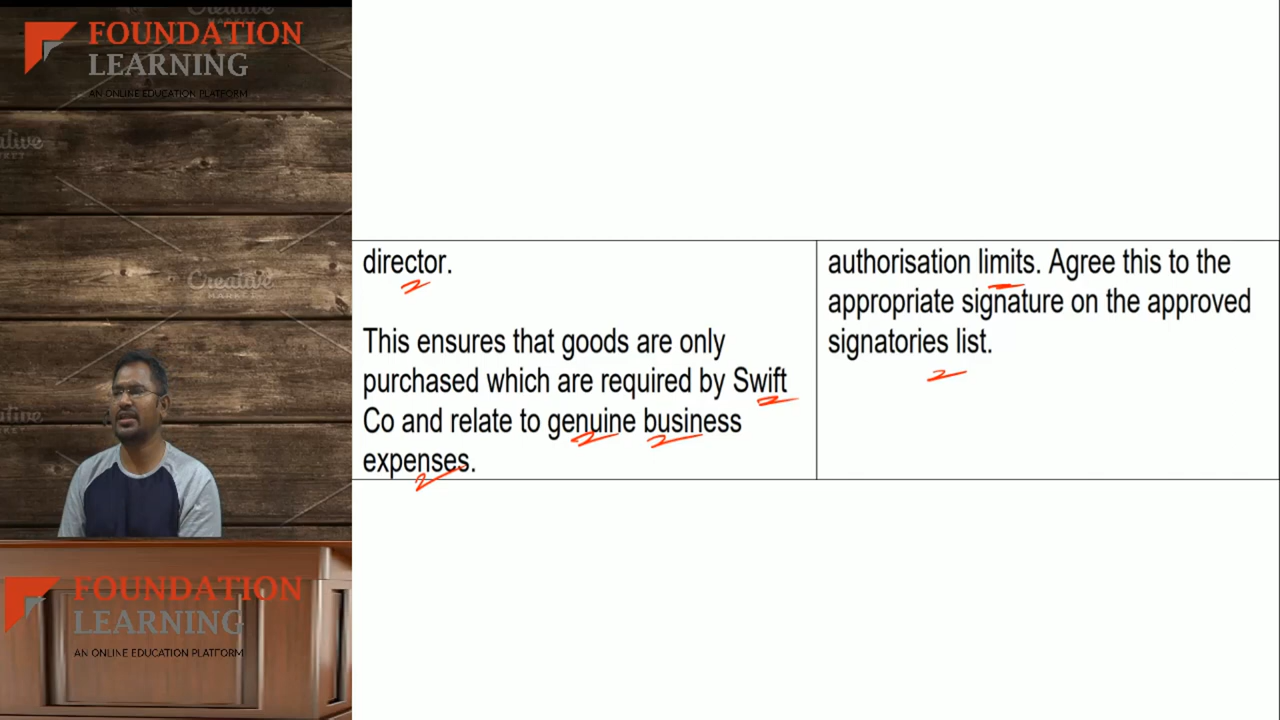 FOUNDATION
LEARNING
AN ONLINE EDUCATION PLATFORM
Creative
MARKET
director.
This ensures that goods are only
purchased which are required by Swift
Co and relate to genuine business
expenses.
authorisation limits. Agree this to the
appropriate signature on the approved
signatories list.
FOUNDATION
LEARNING
AN ONLINE EDUCATION PLATFORM